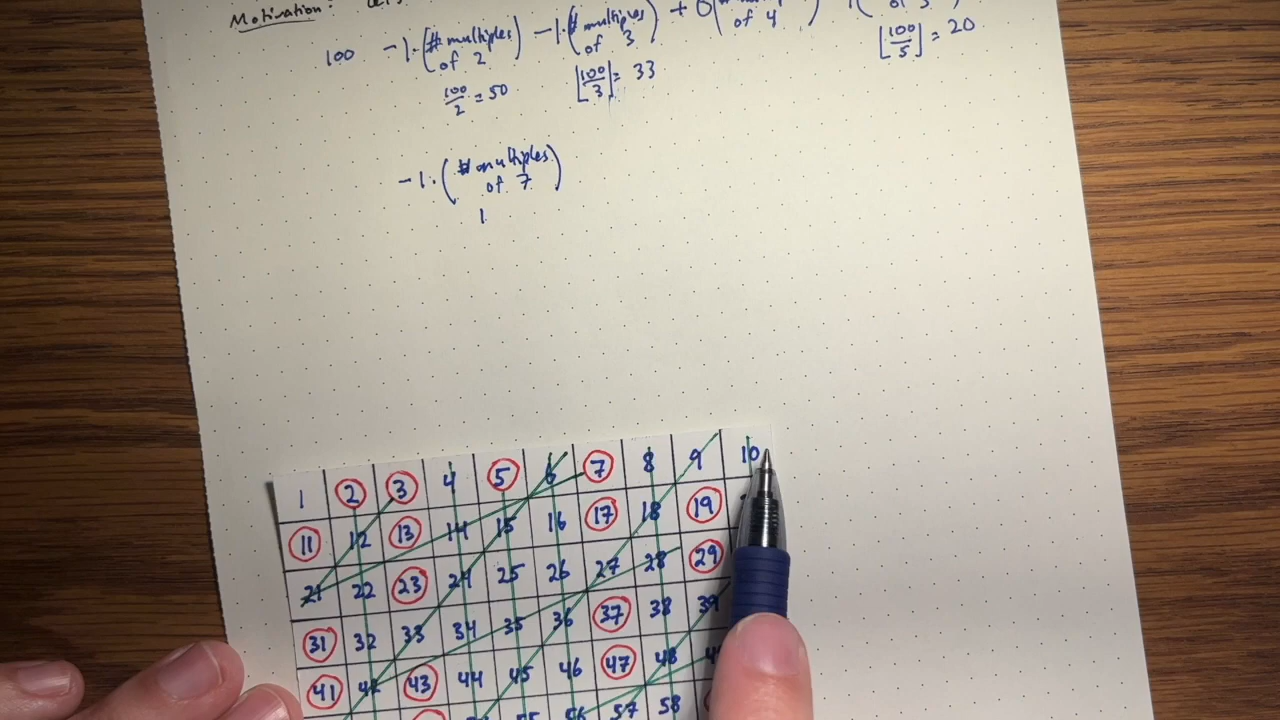 Motivation:
100 -1·(# multiples of 2) -1·(# multiples of 3) + 0(# of 4)
100/2 = 50 ⌊100/3⌋ = 33 ⌊100/5⌋ = 20
-1·(# multiples of 7)
1
1 2 3 4 5 6 7 8 9 10
11 12 13 14 15 16 17 18 19
21 22 23 24 25 26 27 28 29
31 32 33 34 35 36 37 38 39
41 42 43 44 45 46 47 48
55 56 57 58